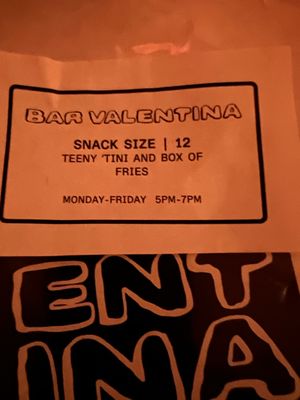 BAR VALENTINA
SNACK SIZE | 12
TEENY 'TINI AND BOX OF
FRIES
MONDAY-FRIDAY 5PM-7PM
ENT
INA